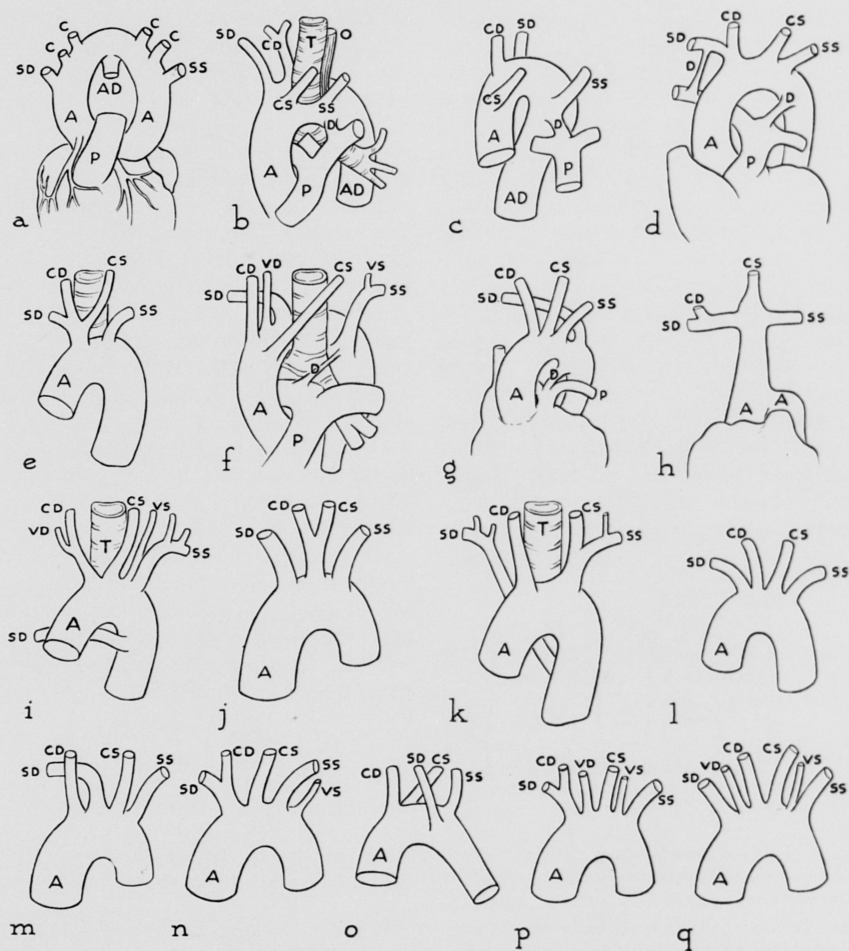 C C C C SD SS AD A A P a
SD CD T O CS SS D A P AD b
CD SD SS CS A D P AD c
CD CS SD SS D D A P d
CD CS SD SS A e
CD VD CS VS SD SS D A P f
CD CS SD SS D A P g
CS CD SD SS A A h
CD CS VS VD T SS A SD i
CD CS SD SS A j
CD T CS SD SS A k
CD CS SD SS A l
CD CS SD SS A m
CD CS SS SD VS A n
SD CS CD SS A o
CD VD CS VS SD SS A p
CS CD VD VS SD SS A q